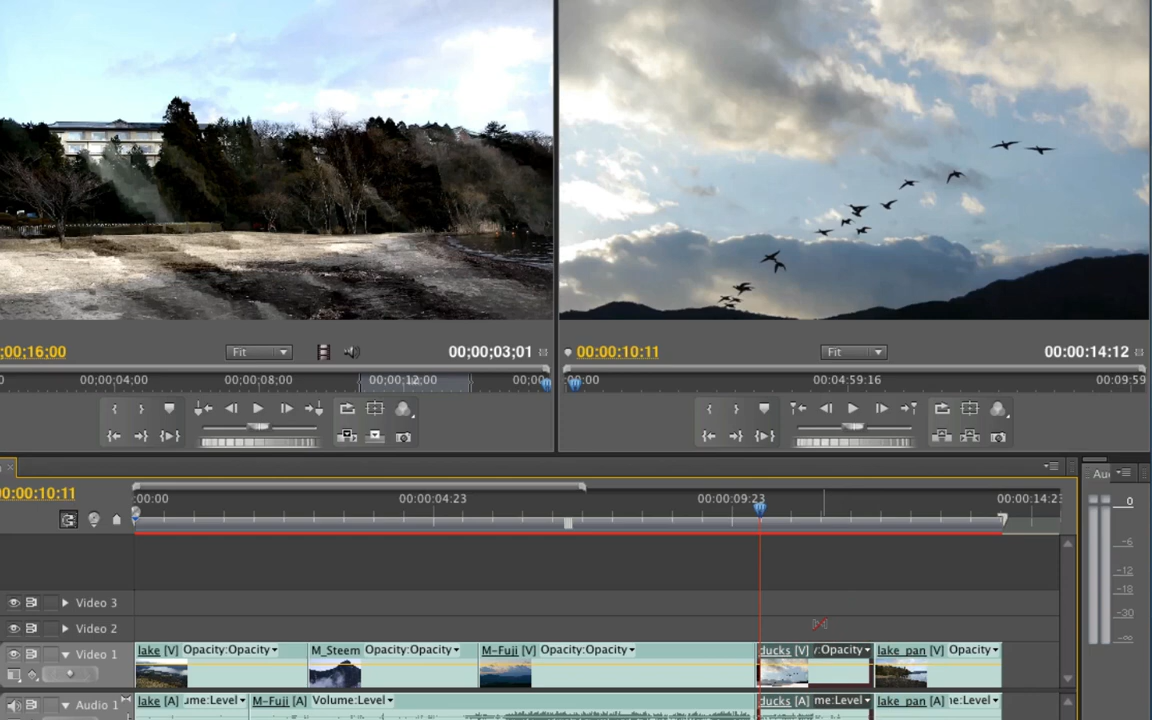 ;00;16;00 Fit 00;00;03;01
00:00:10:11 Fit 00:00:14:12
0 00;00;04;00 00;00;08;00 00;00;12;00 00;00;
:00:00 00:04:59:16 00:09:59
Au
00:00:10:11
:00:00 00:00:04:23 00:00:09:23 00:00:14:23
0
-6
-12
-18
-30
-∞
Video 3
Video 2
Video 1
lake [V] Opacity:Opacity
M_Steem Opacity:Opacity
M-Fuji [V] Opacity:Opacity
ducks [V] /:Opacity
lake_pan [V] Opacity
Audio 1
lake [A] ume:Level
M-Fuji [A] Volume:Level
ducks [A] me:Level
lake_pan [A] ie:Level